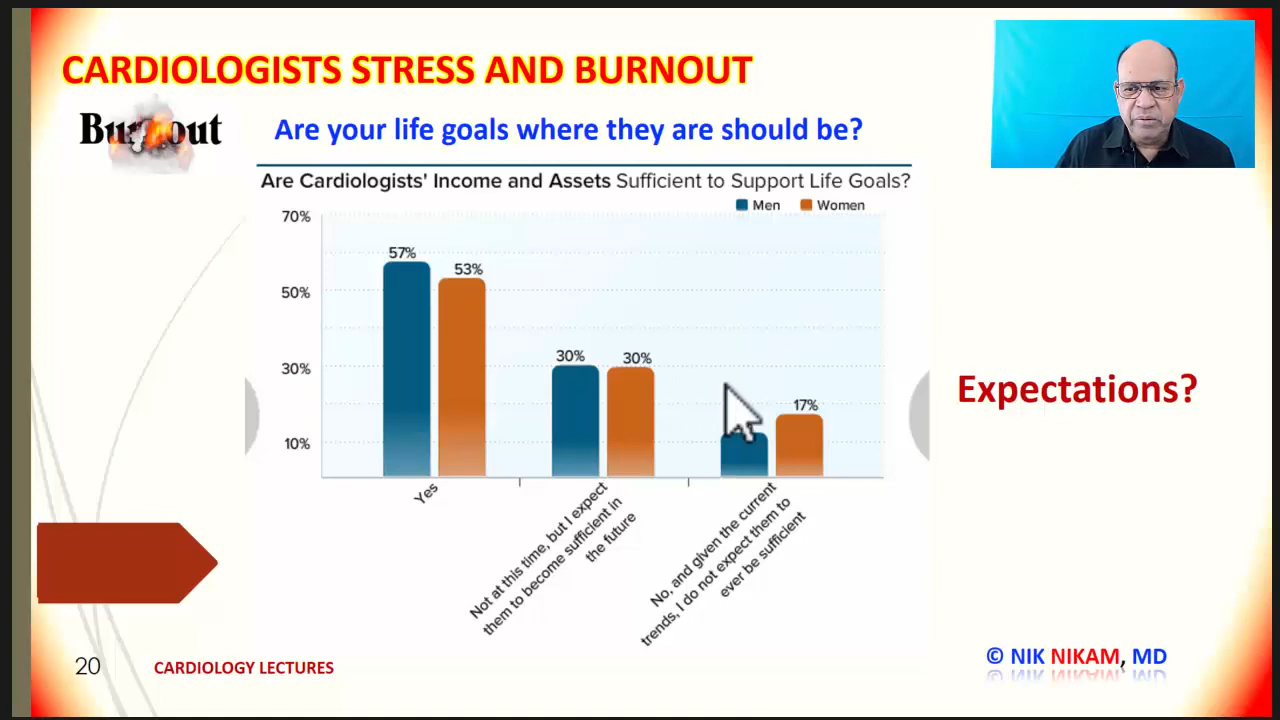 CARDIOLOGISTS STRESS AND BURNOUT
Burnout
Are your life goals where they are should be?
Are Cardiologists' Income and Assets Sufficient to Support Life Goals?
Men
Women
70%
50%
30%
10%
57%
53%
30%
30%
17%
Yes
Not at this time, but I expect
them to become sufficient in
the future
No, and given the current
trends, I do not expect them to
ever be sufficient
Expectations?
20
CARDIOLOGY LECTURES
© NIK NIKAM, MD